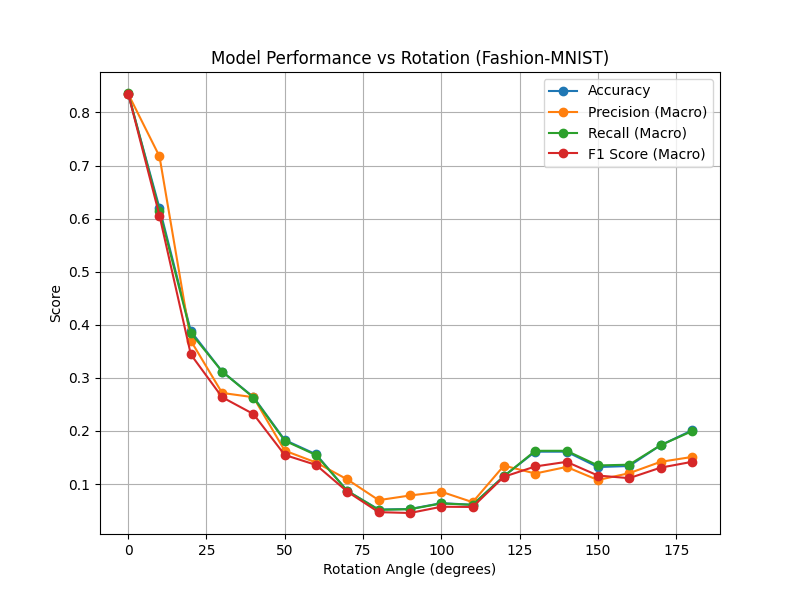 Model Performance vs Rotation (Fashion-MNIST)
Accuracy
Precision (Macro)
Recall (Macro)
F1 Score (Macro)
Score
0.8
0.7
0.6
0.5
0.4
0.3
0.2
0.1
0 25 50 75 100 125 150 175
Rotation Angle (degrees)